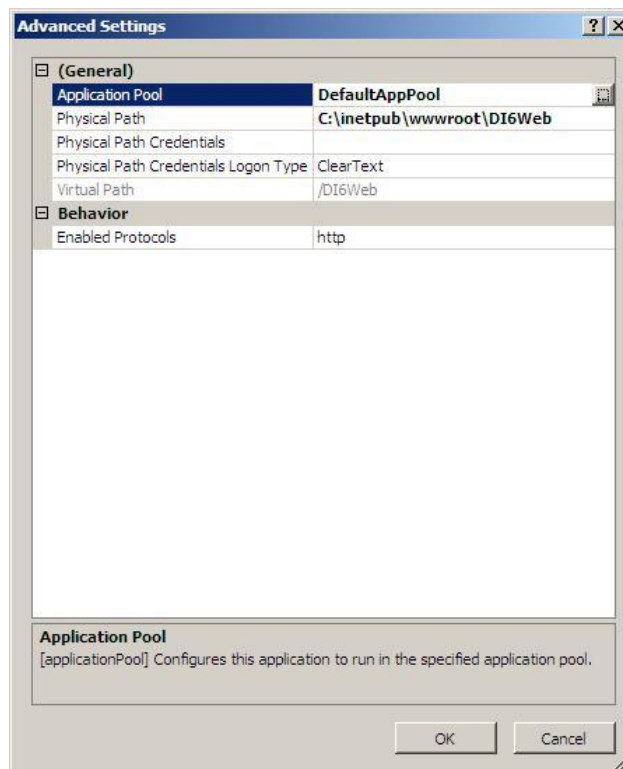 Advanced Settings
(General)
Application Pool DefaultAppPool
Physical Path C:\inetpub\wwwroot\DI6Web
Physical Path Credentials
Physical Path Credentials Logon Type ClearText
Virtual Path /DI6Web
Behavior
Enabled Protocols http
Application Pool
[applicationPool] Configures this application to run in the specified application pool.
OK Cancel